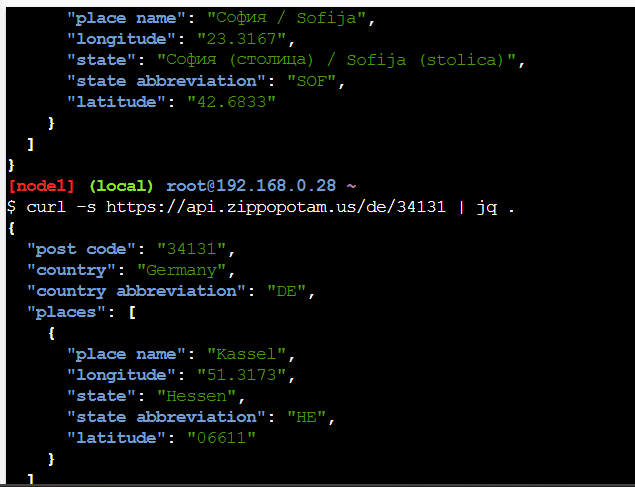 "place name": "София / Sofija",
"longitude": "23.3167",
"state": "София (столица) / Sofija (stolica)",
"state abbreviation": "SOF",
"latitude": "42.6833"
}
]
}
[node1] (local) root@192.168.0.28 ~
$ curl -s https://api.zippopotam.us/de/34131 | jq .
{
"post code": "34131",
"country": "Germany",
"country abbreviation": "DE",
"places": [
{
"place name": "Kassel",
"longitude": "51.3173",
"state": "Hessen",
"state abbreviation": "HE",
"latitude": "06611"
}
]